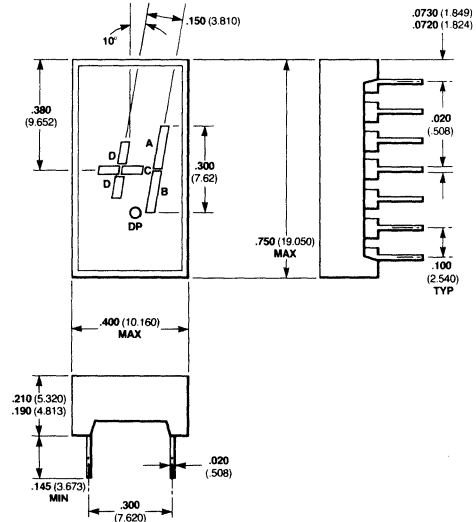 .150 (3.810)
10°
.0730 (1.849)
.0720 (1.824)
.380
(9.652)
A
D
C
D
B
DP
.300
(7.62)
.020
(.508)
.750 (19.050)
MAX
.100
(2.540)
TYP
.400 (10.160)
MAX
.210 (5.320)
.190 (4.813)
.145 (3.673)
MIN
.020
(.508)
.300
(7.620)